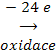 − 24 e
→
oxidace